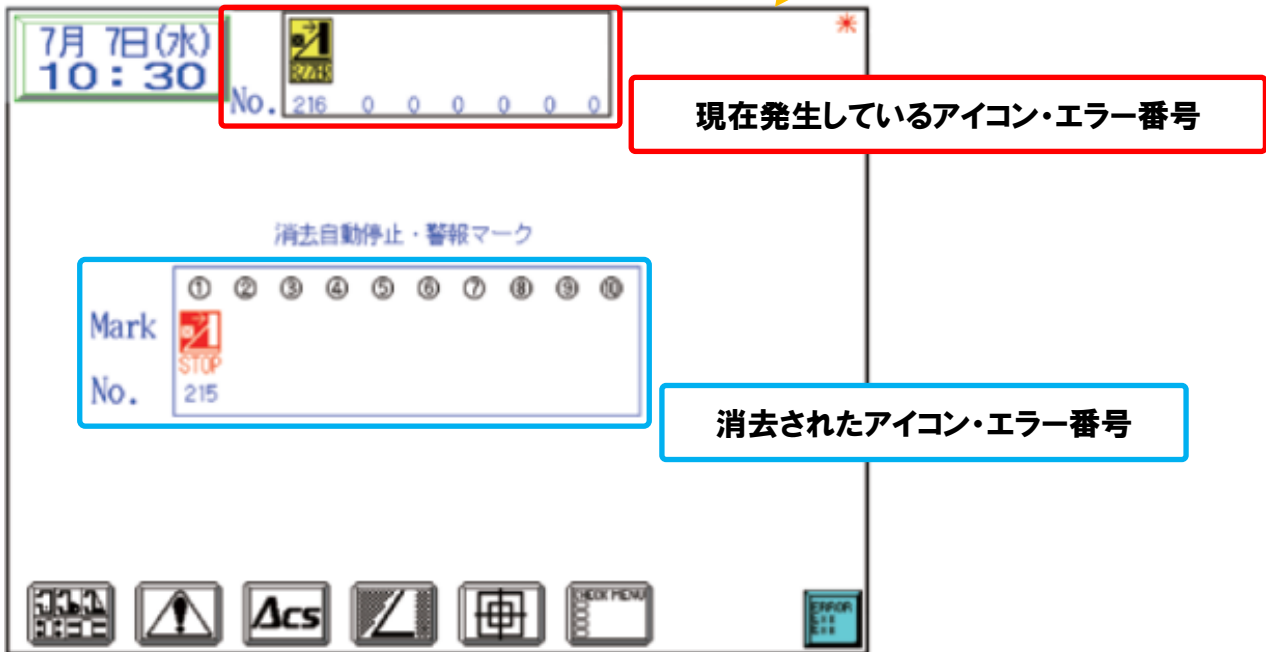 7月 7日(水)
10:30
No. 216 0 0 0 0 0 0
現在発生しているアイコン・エラー番号
消去自動停止・警報マーク
① ② ③ ④ ⑤ ⑥ ⑦ ⑧ ⑨ ⑩
Mark
STOP
No. 215
消去されたアイコン・エラー番号
Acs
CHECK MENU
ERROR